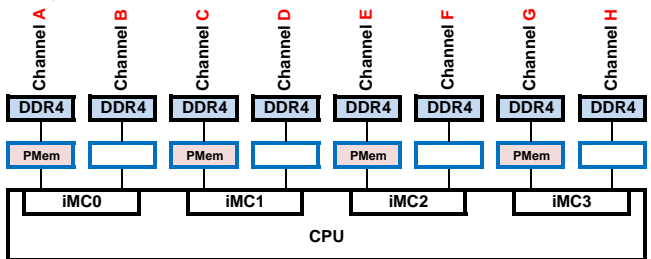 Channel A Channel B Channel C Channel D Channel E Channel F Channel G Channel H
DDR4 DDR4 DDR4 DDR4 DDR4 DDR4 DDR4 DDR4
PMem PMem PMem PMem
iMC0 iMC1 iMC2 iMC3
CPU